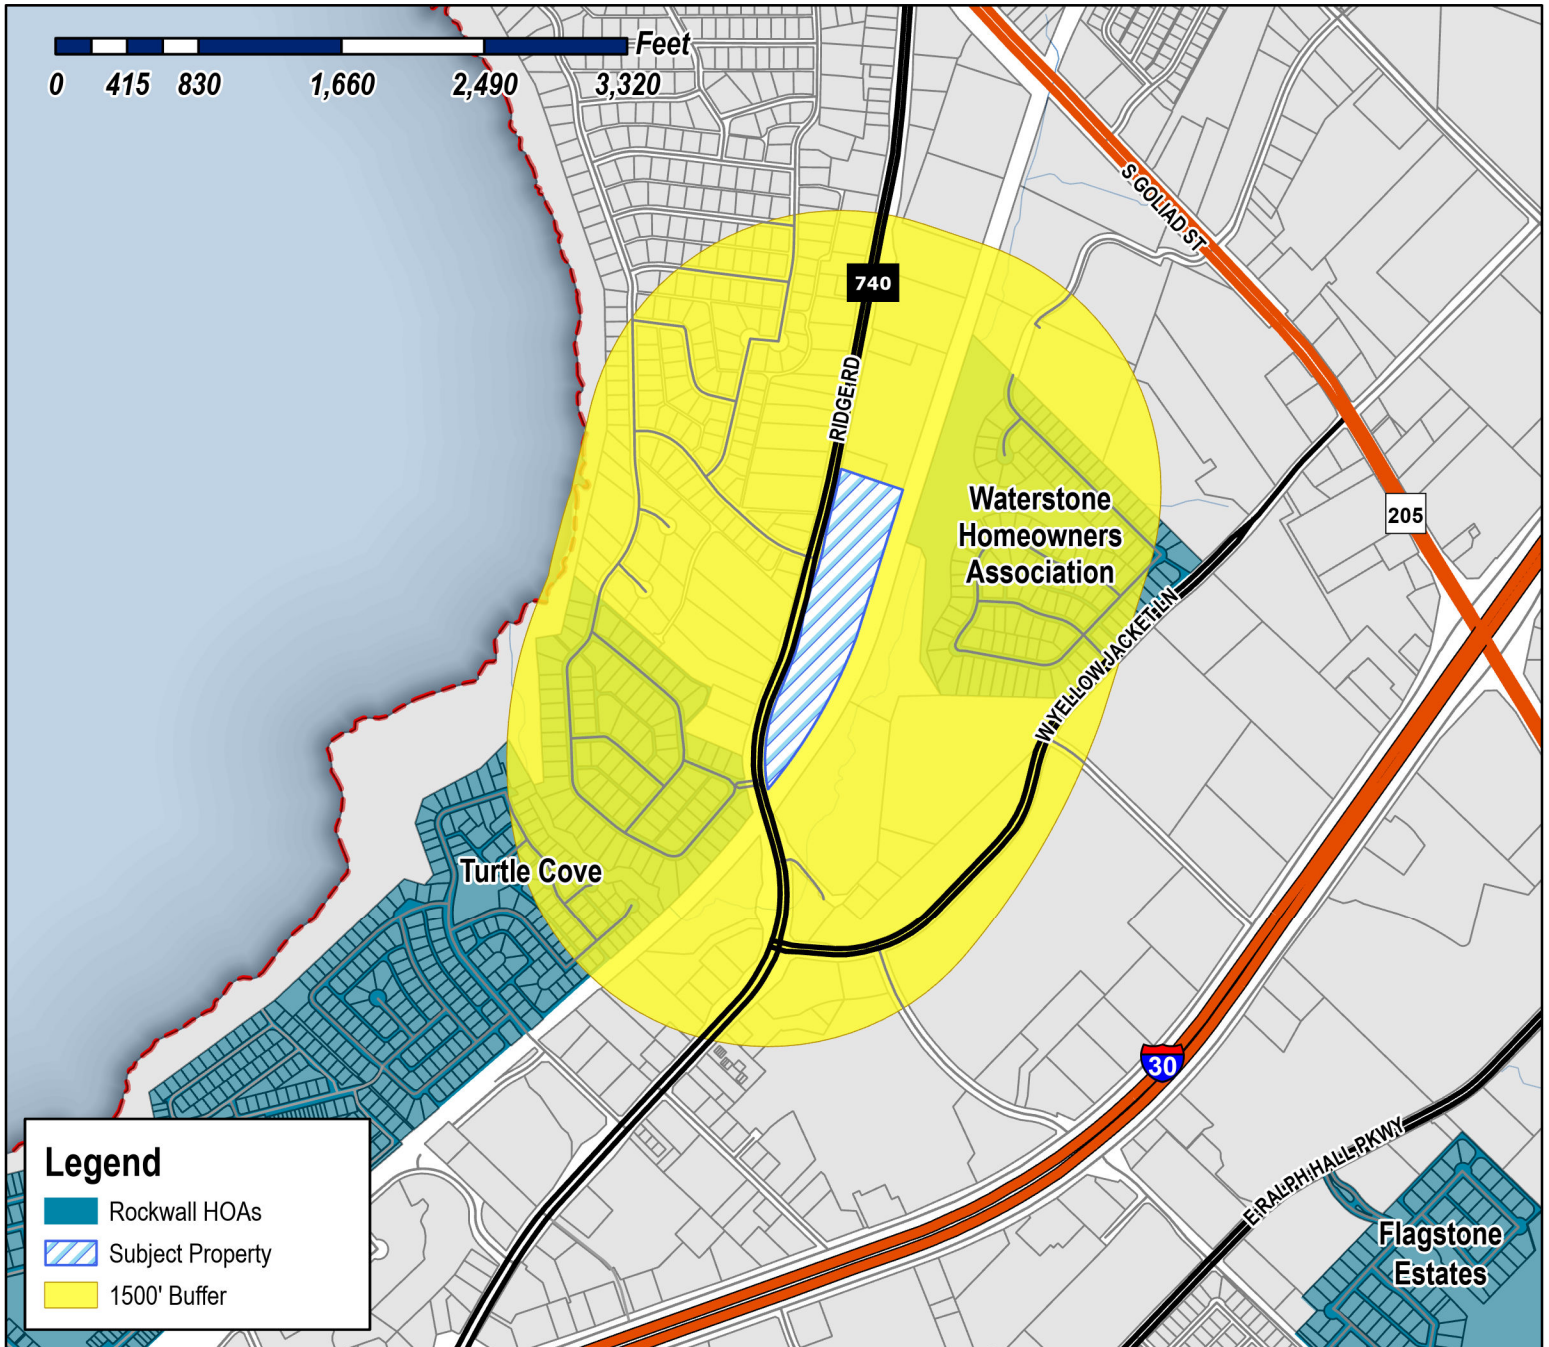 Feet
0 415 830 1,660 2,490 3,320
S GOLIAD ST
740
RIDGE RD
Waterstone
Homeowners
Association
205
W YELLOW JACKET LN
Turtle Cove
30
E RALPH HALL PKWY
Flagstone
Estates
Legend
Rockwall HOAs
Subject Property
1500' Buffer